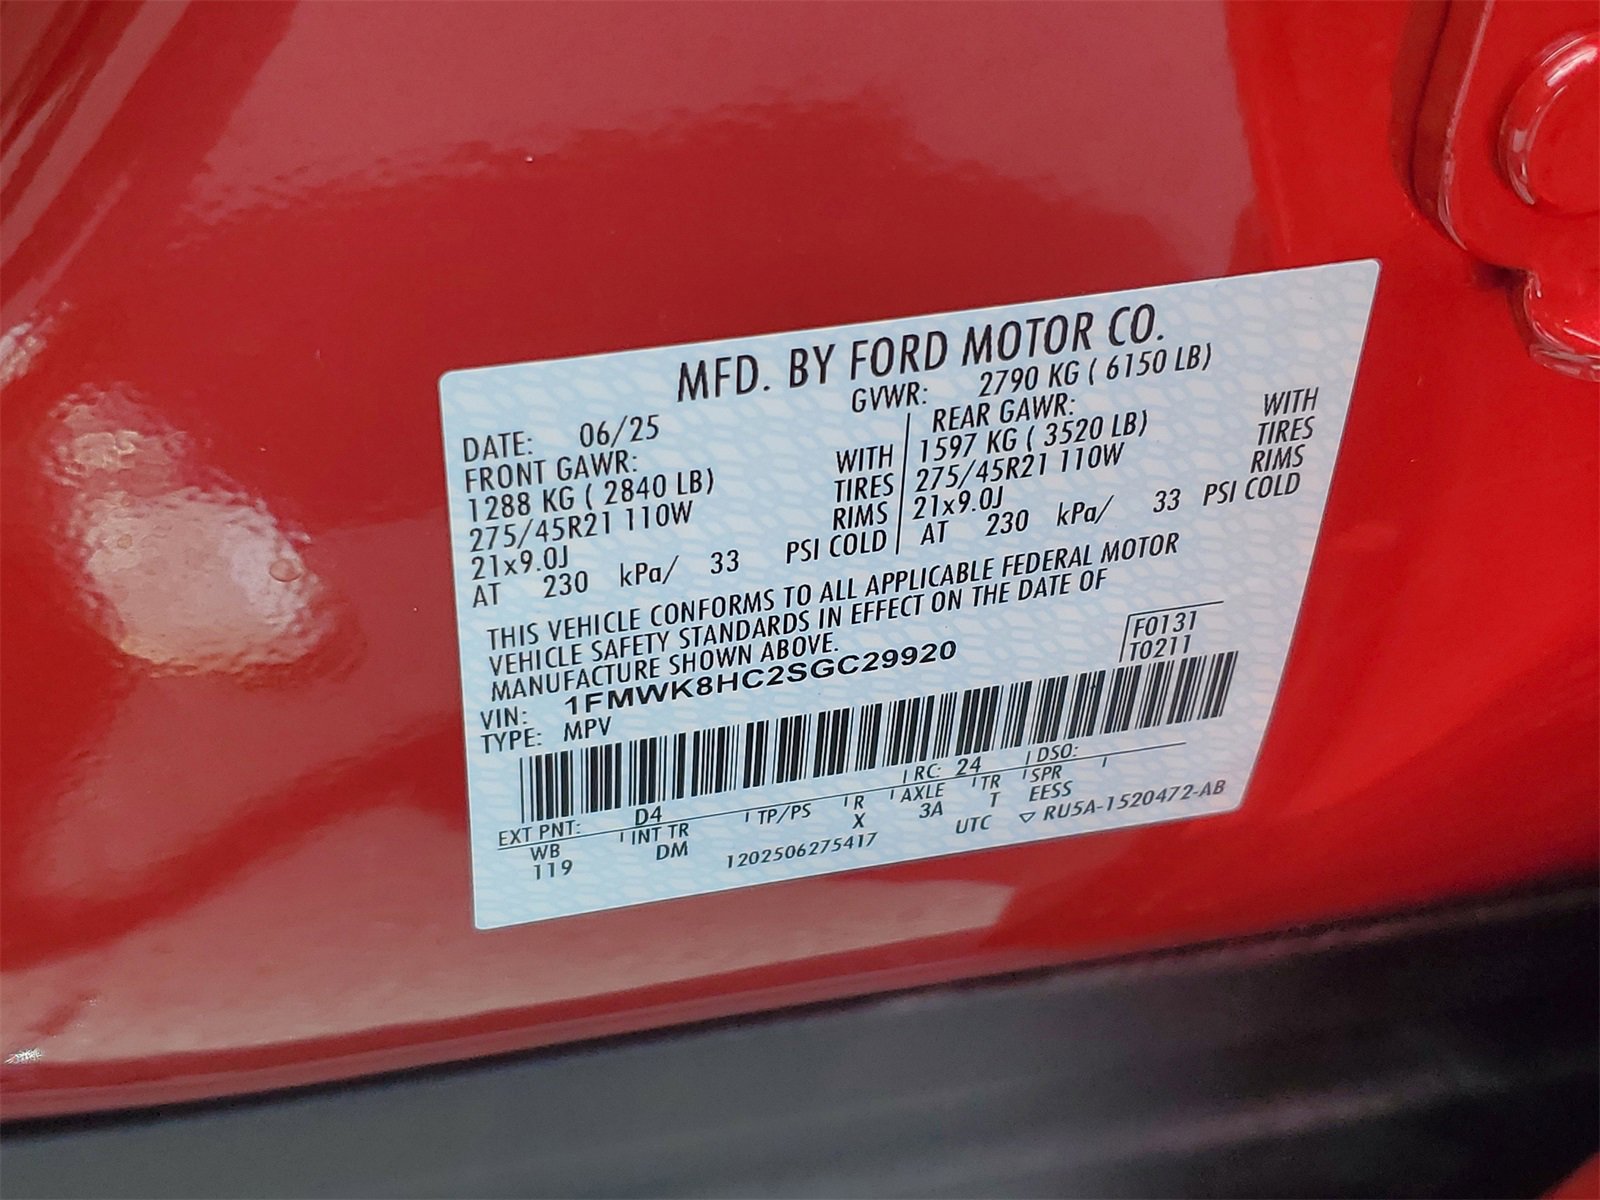 MFD. BY FORD MOTOR CO.
DATE: 06/25 GVWR: 2790 KG ( 6150 LB)
FRONT GAWR: REAR GAWR:
1288 KG ( 2840 LB) WITH 1597 KG ( 3520 LB) WITH
275/45R21 110W TIRES 275/45R21 110W TIRES
21x9.0J RIMS 21x9.0J RIMS
AT 230 kPa/ 33 PSI COLD AT 230 kPa/ 33 PSI COLD
THIS VEHICLE CONFORMS TO ALL APPLICABLE FEDERAL MOTOR
VEHICLE SAFETY STANDARDS IN EFFECT ON THE DATE OF
MANUFACTURE SHOWN ABOVE.
VIN: 1FMWK8HC2SGC29920 F0131
TYPE: MPV T0211
EXT PNT: D4 RC: 24 DSO:
WB INT TR TP/PS R AXLE TR SPR
119 DM X 3A T EESS
1202506275417 UTC ▽ RU5A-1520472-AB